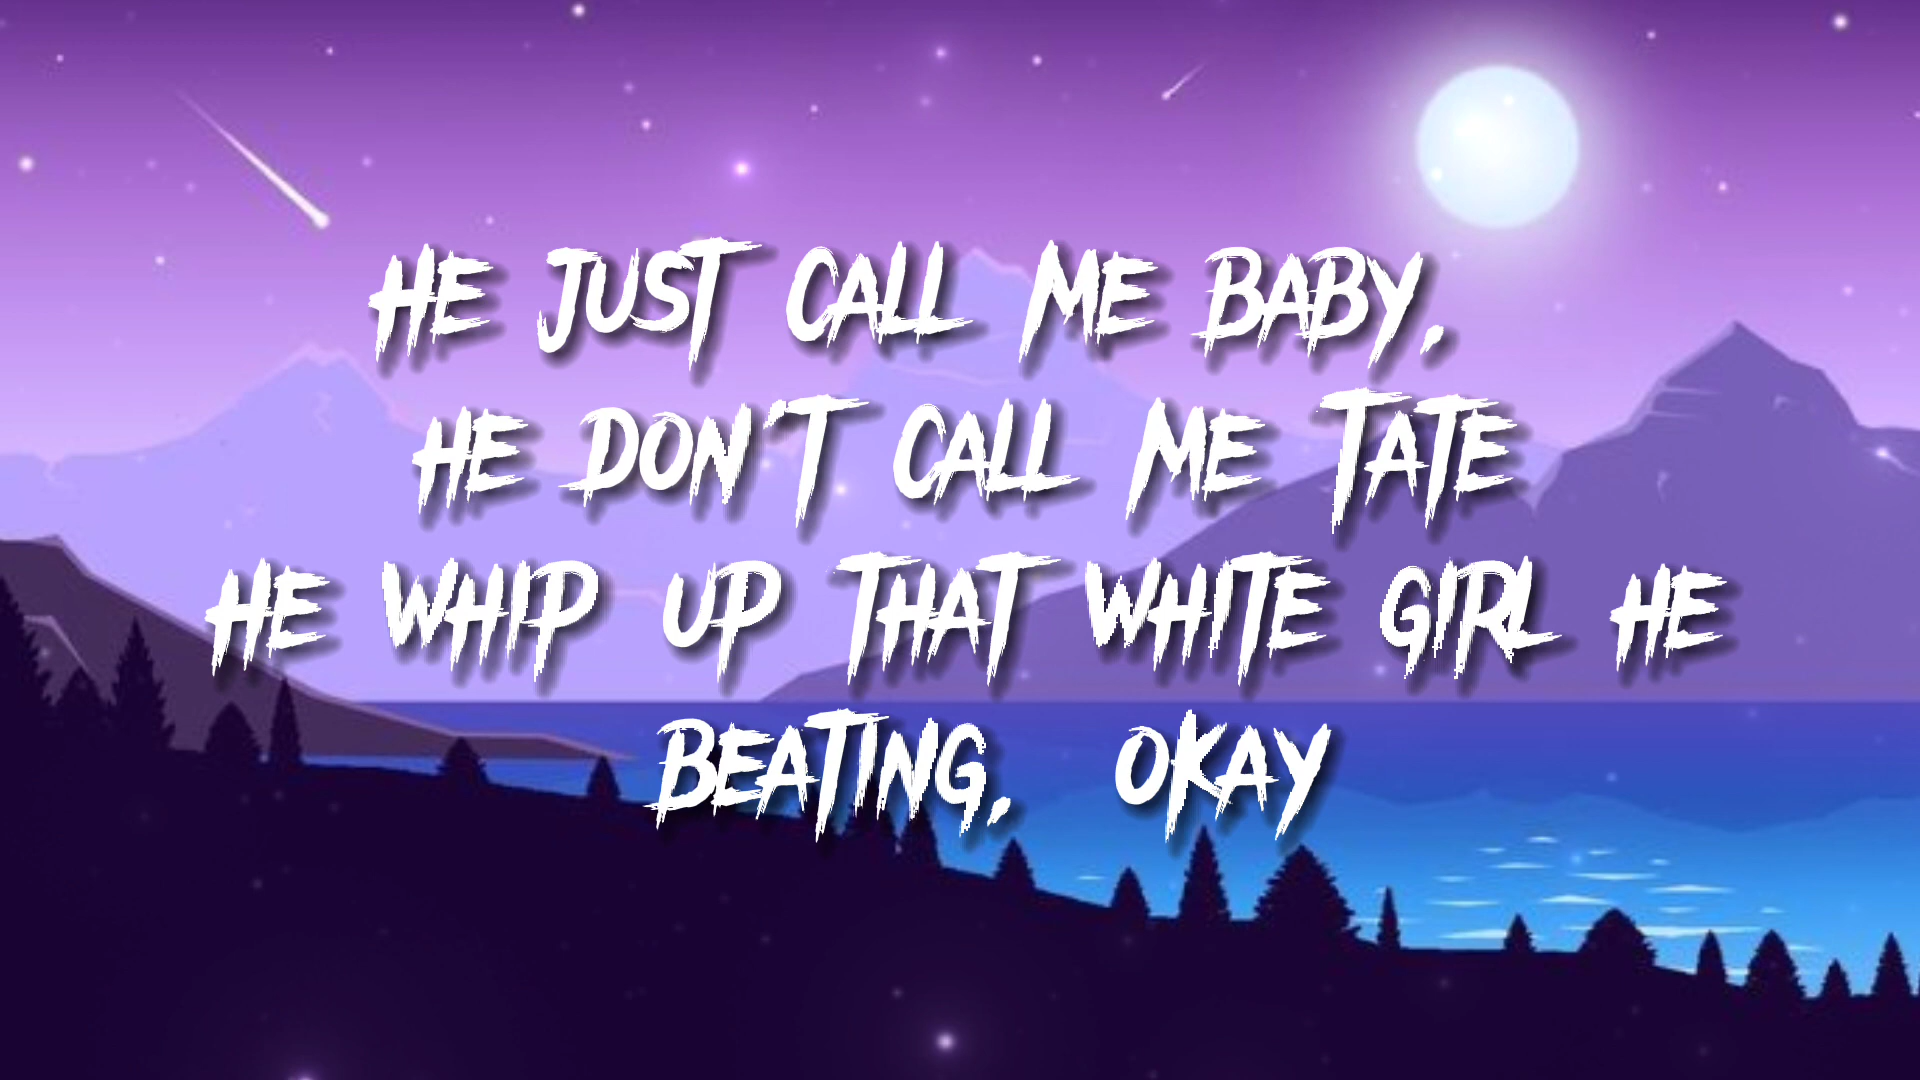 HE JUST CALL ME BABY,
HE DON'T CALL ME TATE
HE WHIP UP THAT WHITE GIRL HE
BEATING, OKAY